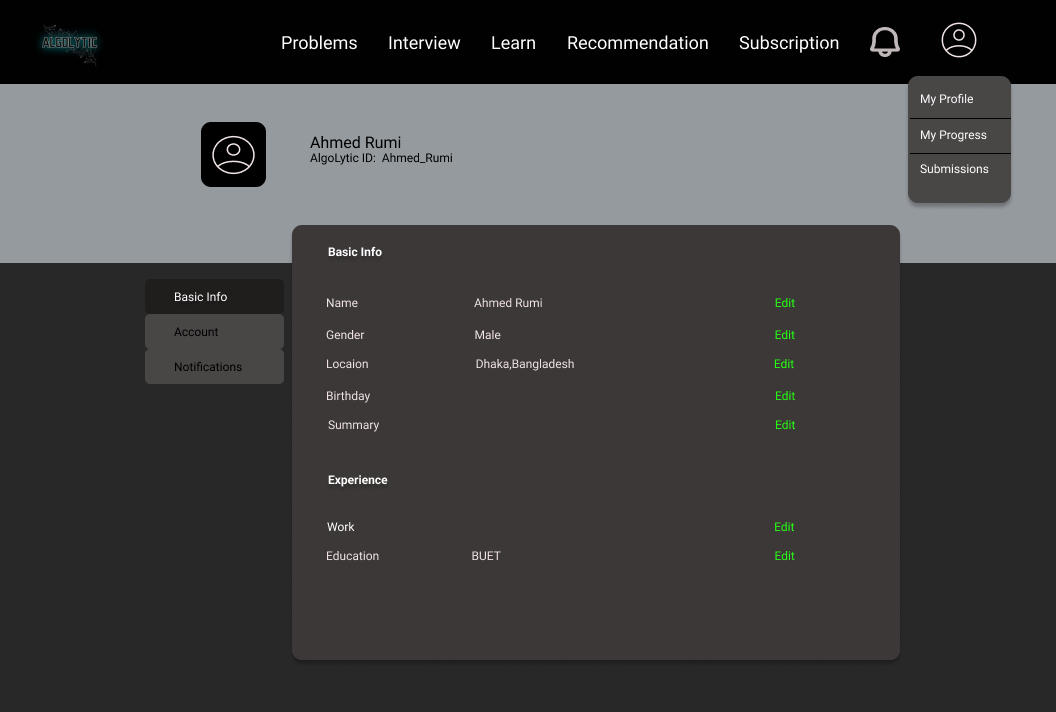 ALGOLYTIC
Problems Interview Learn Recommendation Subscription
My Profile
My Progress
Submissions
Ahmed Rumi
AlgoLytic ID: Ahmed_Rumi
Basic Info
Account
Notifications
Basic Info
Name Ahmed Rumi Edit
Gender Male Edit
Locaion Dhaka,Bangladesh Edit
Birthday Edit
Summary Edit
Experience
Work Edit
Education BUET Edit